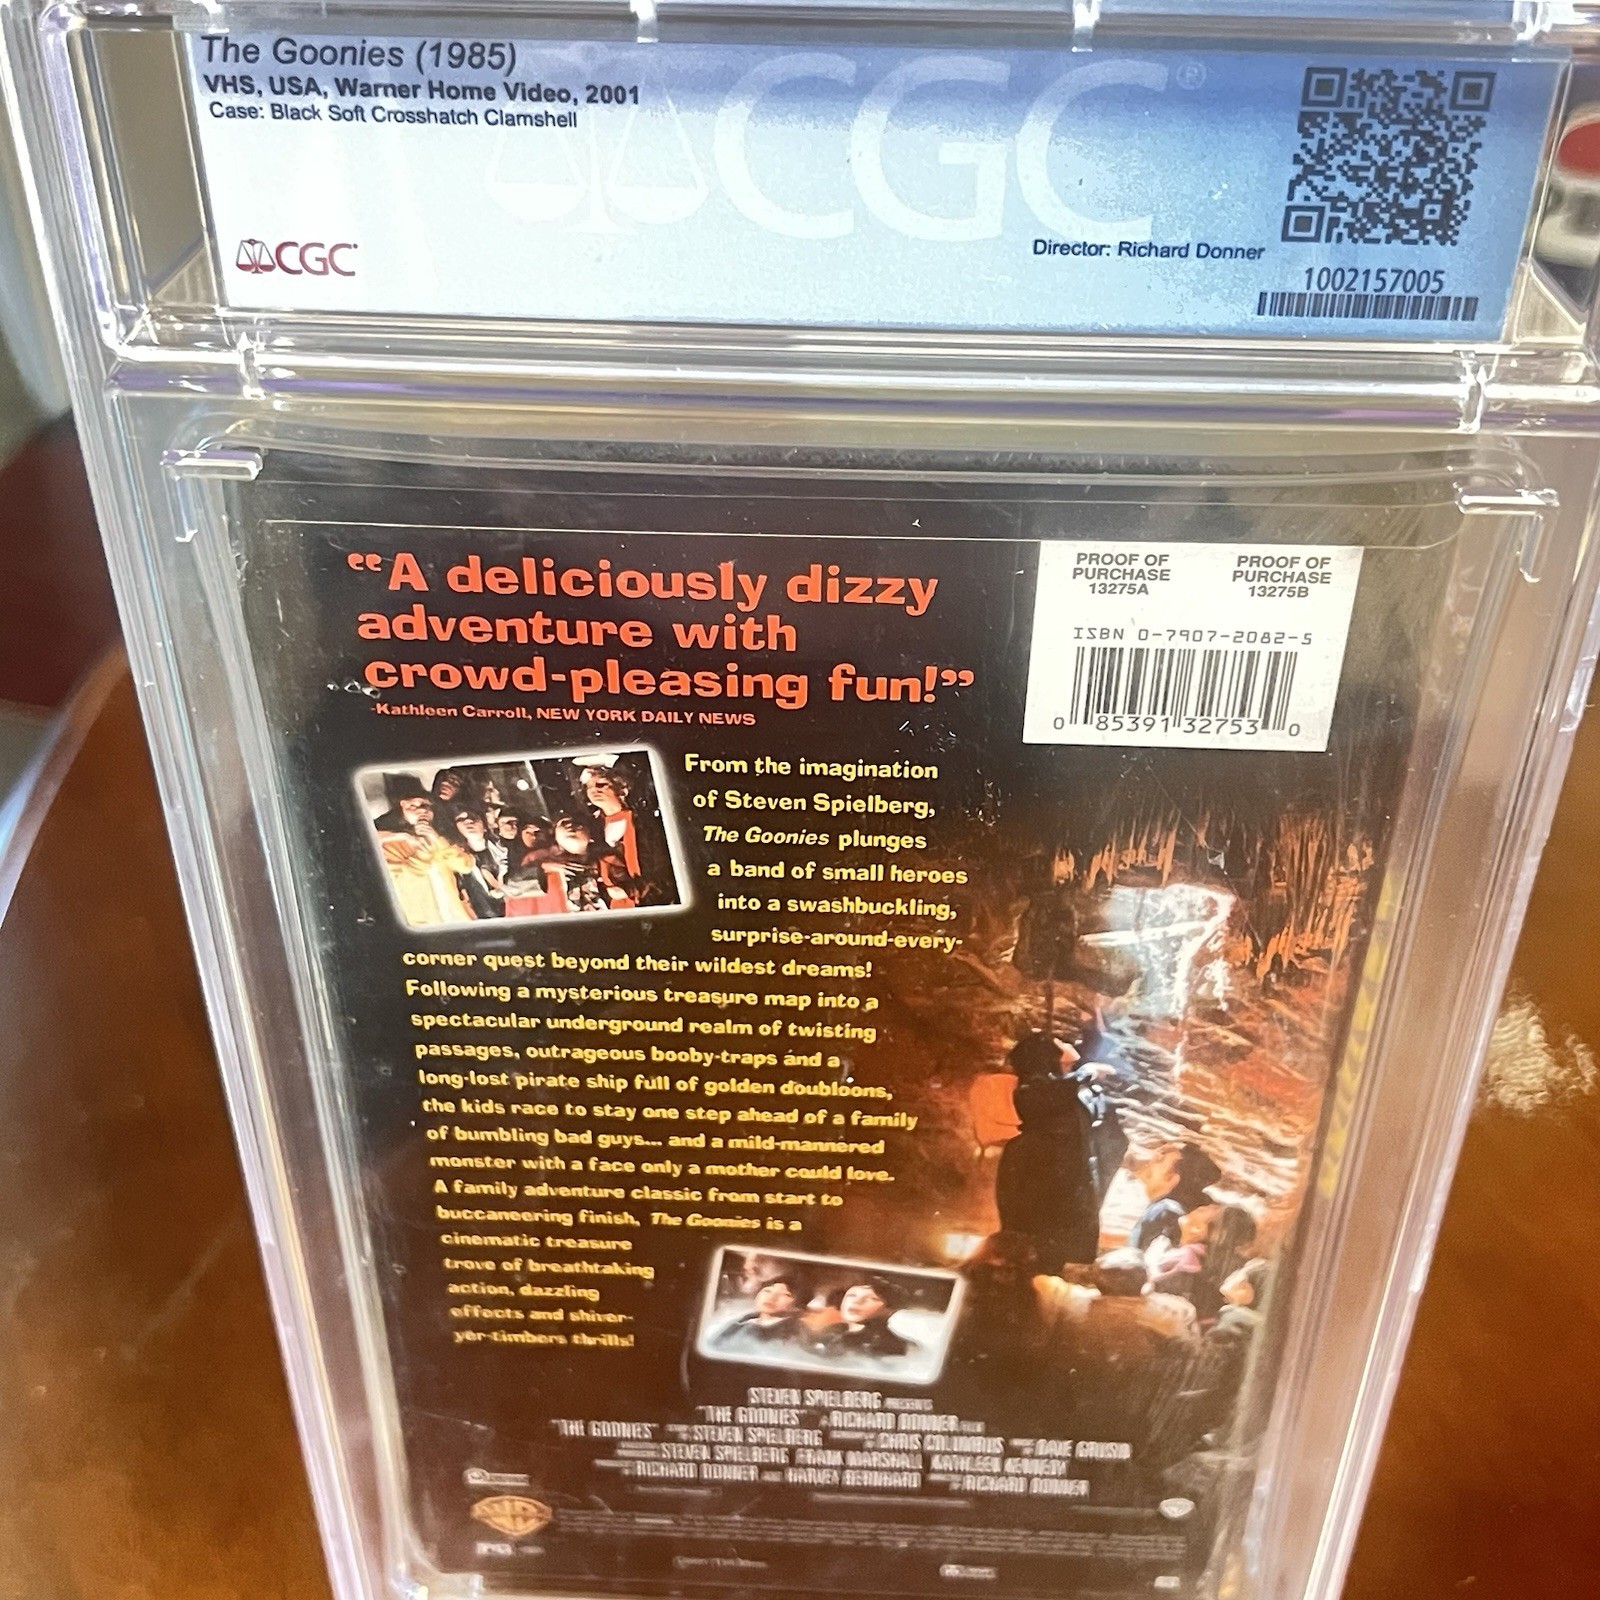 The Goonies (1985)
VHS, USA, Warner Home Video, 2001
Case: Black Soft Crosshatch Clamshell
CGC
CGC
Director: Richard Donner
1002157005
“A deliciously dizzy
adventure with
crowd-pleasing fun!”
-Kathleen Carroll, NEW YORK DAILY NEWS
PROOF OF PURCHASE 13275A
PROOF OF PURCHASE 13275B
ISBN 0-7907-2082-5
0 85391 32753 0
From the imagination
of Steven Spielberg,
The Goonies plunges
a band of small heroes
into a swashbuckling,
surprise-around-every-
corner quest beyond their wildest dreams!
Following a mysterious treasure map into a
spectacular underground realm of twisting
passages, outrageous booby-traps and a
long-lost pirate ship full of golden doubloons,
the kids race to stay one step ahead of a family
of bumbling bad guys... and a mild-mannered
monster with a face only a mother could love.
A family adventure classic from start to
buccaneering finish, The Goonies is a
cinematic treasure
trove of breathtaking
action, dazzling
effects and shiver-
yer-timbers thrills!
STEVEN SPIELBERG PRESENTS
"THE GOONIES" A RICHARD DONNER FILM
"THE GOONIES" STEVEN SPIELBERG CHRIS COLUMBUS DAVE GRUSIN
STEVEN SPIELBERG FRANK MARSHALL KATHLEEN KENNEDY
RICHARD DONNER AND HARVEY BERNHARD RICHARD DONNER